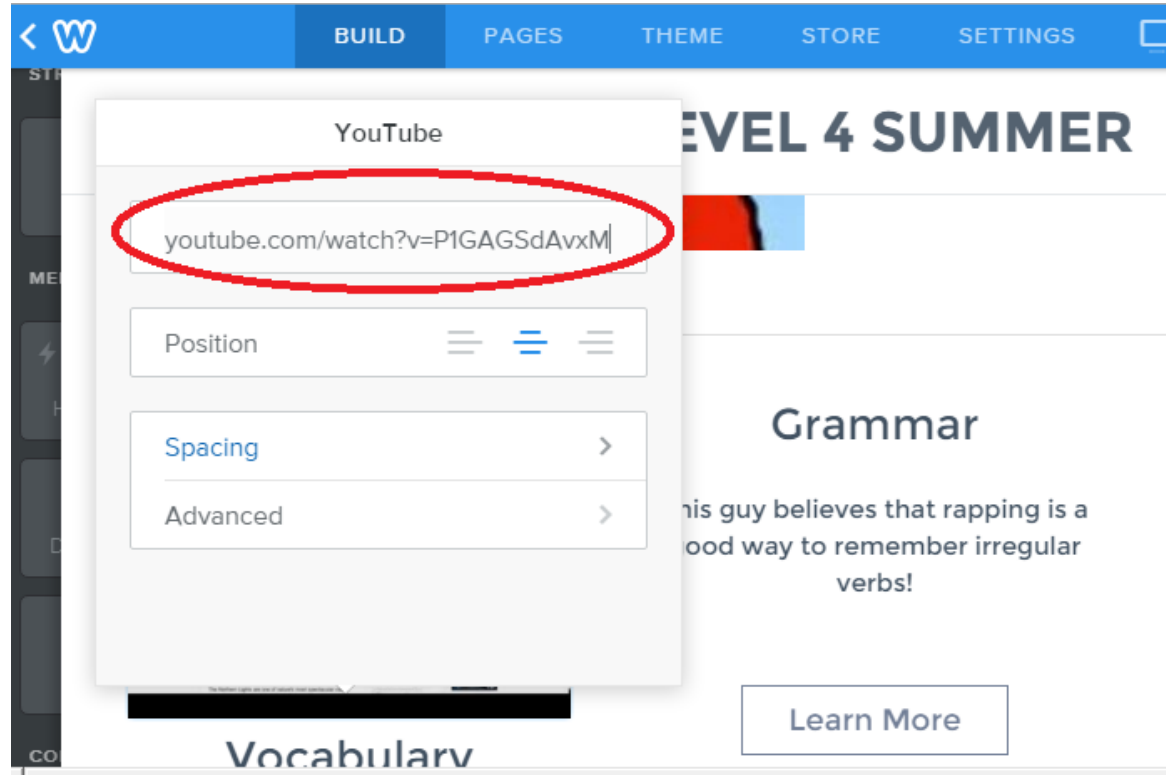 BUILD PAGES THEME STORE SETTINGS
YouTube
LEVEL 4 SUMMER
youtube.com/watch?v=P1GAGSdAvxM
Position
Spacing
Advanced
Grammar
his guy believes that rapping is a
ood way to remember irregular
verbs!
Learn More
Vocabulary